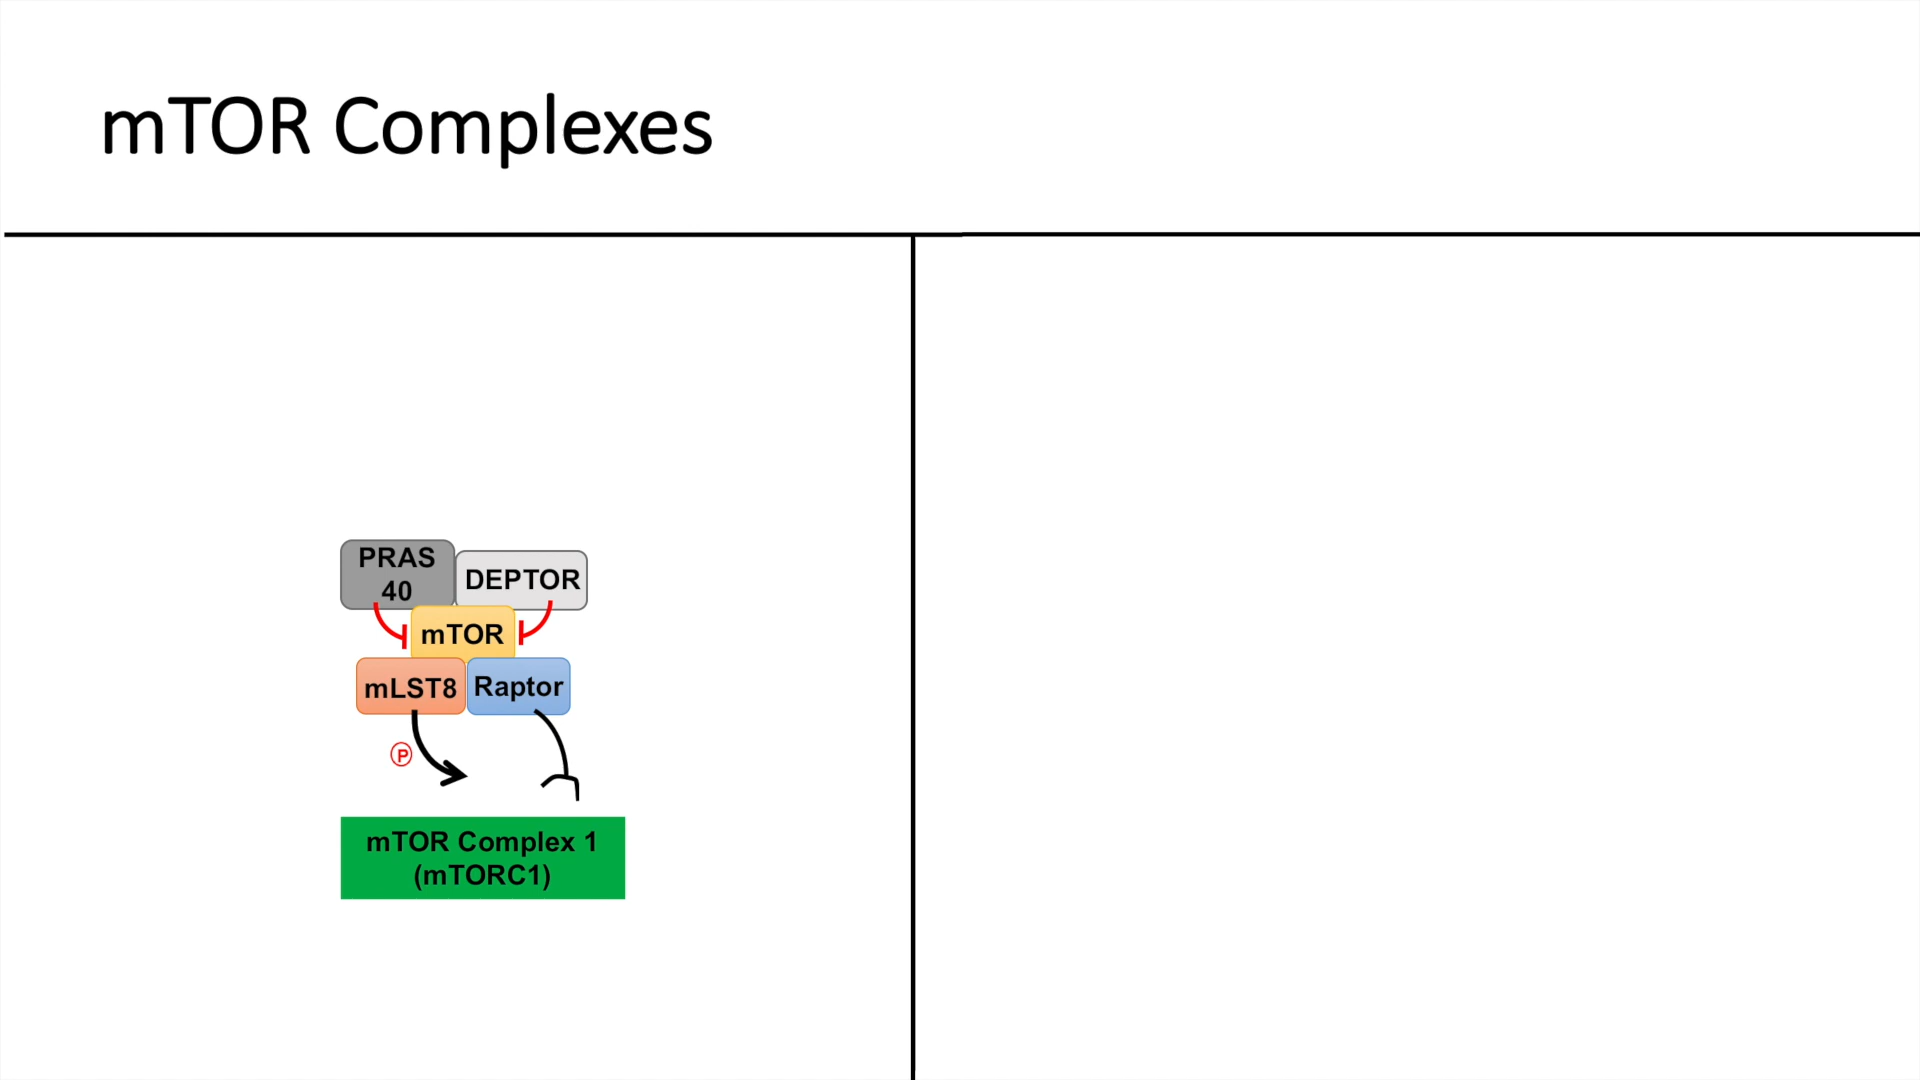 mTOR Complexes
PRAS
40
DEPTOR
mTOR
mLST8
Raptor
P
mTOR Complex 1
(mTORC1)